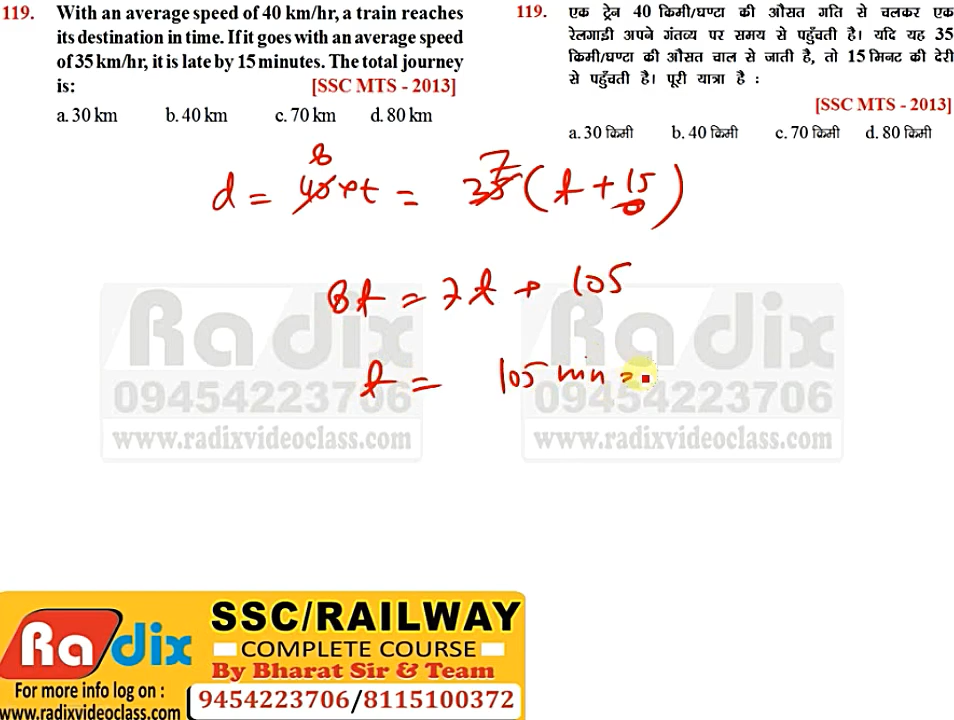 119. With an average speed of 40 km/hr, a train reaches
its destination in time. If it goes with an average speed
of 35 km/hr, it is late by 15 minutes. The total journey
is: [SSC MTS - 2013]
a. 30 km b. 40 km c. 70 km d. 80 km
119. एक ट्रेन 40 किमी/घण्टा की औसत गति से चलकर एक
रेलगाड़ी अपने गंतव्य पर समय से पहुँचती है। यदि यह 35
किमी/घण्टा की औसत चाल से जाती है, तो 15 मिनट की देरी
से पहुँचती है। पूरी यात्रा है :
[SSC MTS - 2013]
a. 30 किमी b. 40 किमी c. 70 किमी d. 80 किमी
8 7
d = 40 × t = 35 ( t + 15 )
8t = 7t + 105
t = 105 min =
Radix
09454223706
www.radixvideoclass.com
Radix
09454223706
www.radixvideoclass.com
Radix
For more info log on :
www.radixvideoclass.com
SSC/RAILWAY
COMPLETE COURSE
By Bharat Sir & Team
9454223706/8115100372